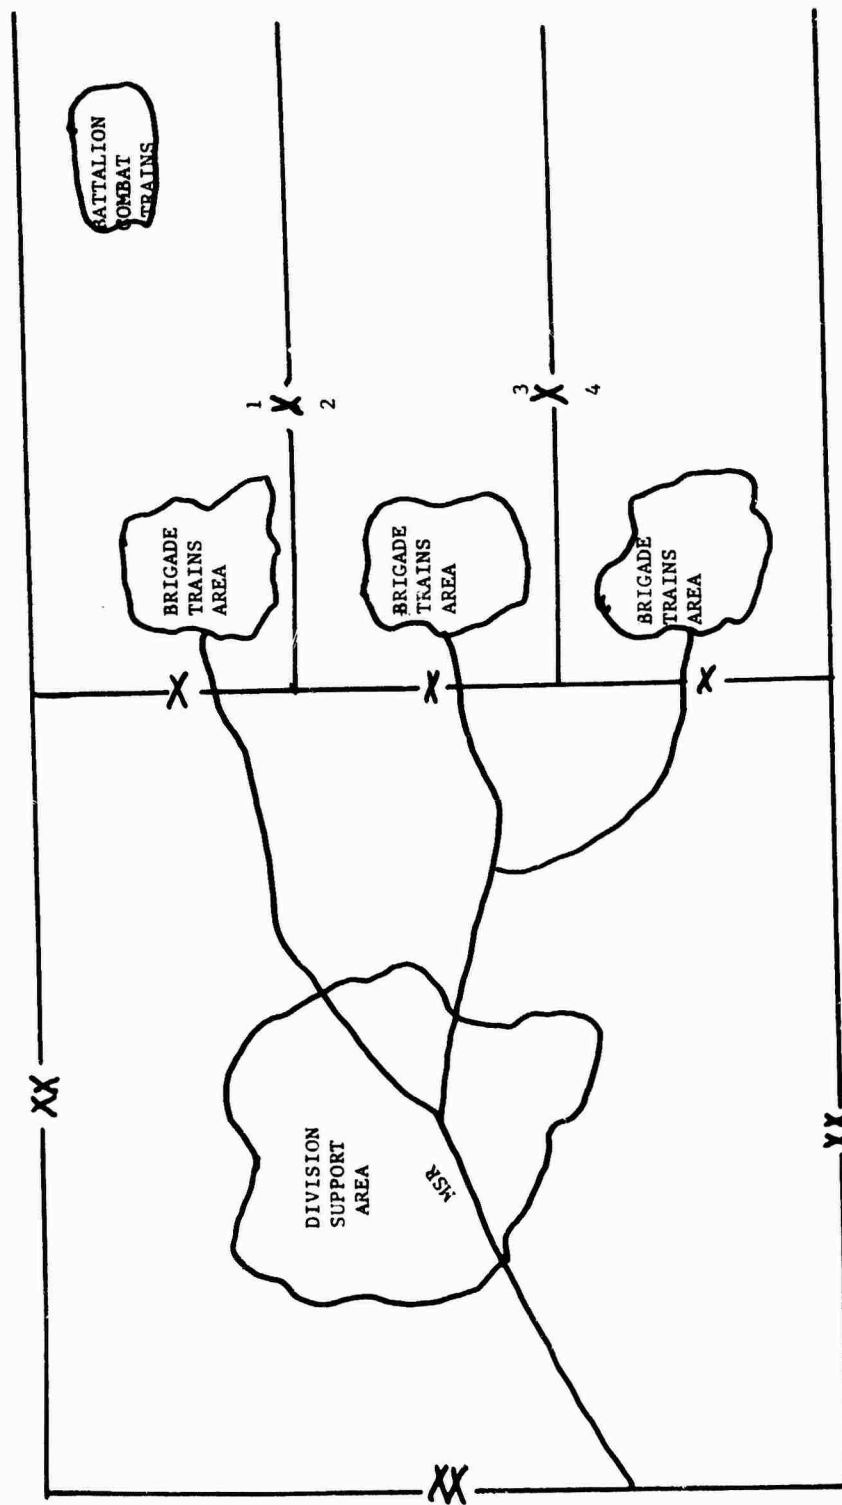 BATTALION
COMBAT
TRAINS
1
X
2
3
X
4
BRIGADE
TRAINS
AREA
BRIGADE
TRAINS
AREA
BRIGADE
TRAINS
AREA
X
X
X
XX
XX
DIVISION
SUPPORT
AREA
MSR
XX